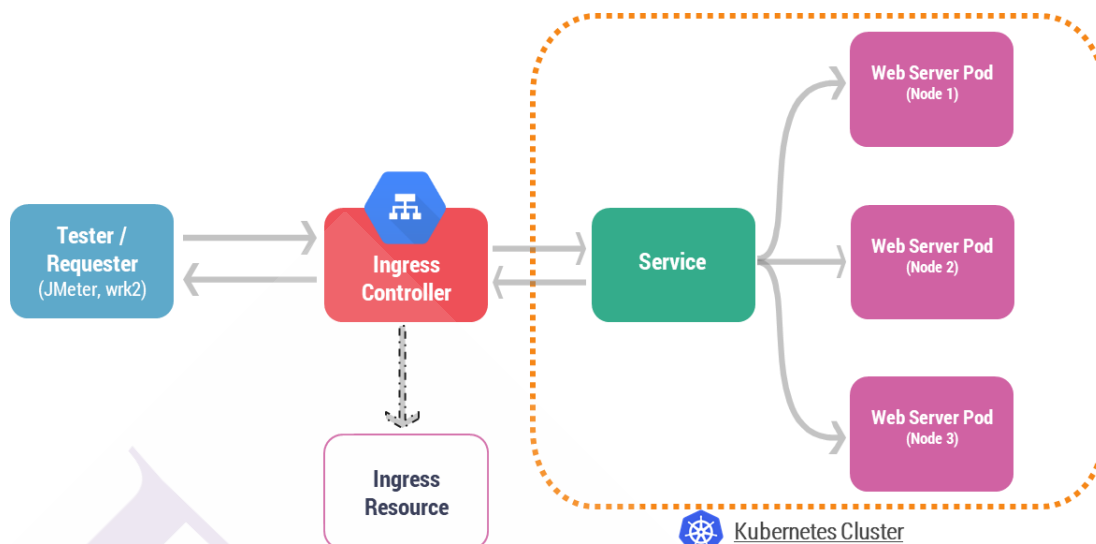 Tester /
Requester
(JMeter, wrk2)
Ingress
Controller
Ingress
Resource
Service
Web Server Pod
(Node 1)
Web Server Pod
(Node 2)
Web Server Pod
(Node 3)
Kubernetes Cluster